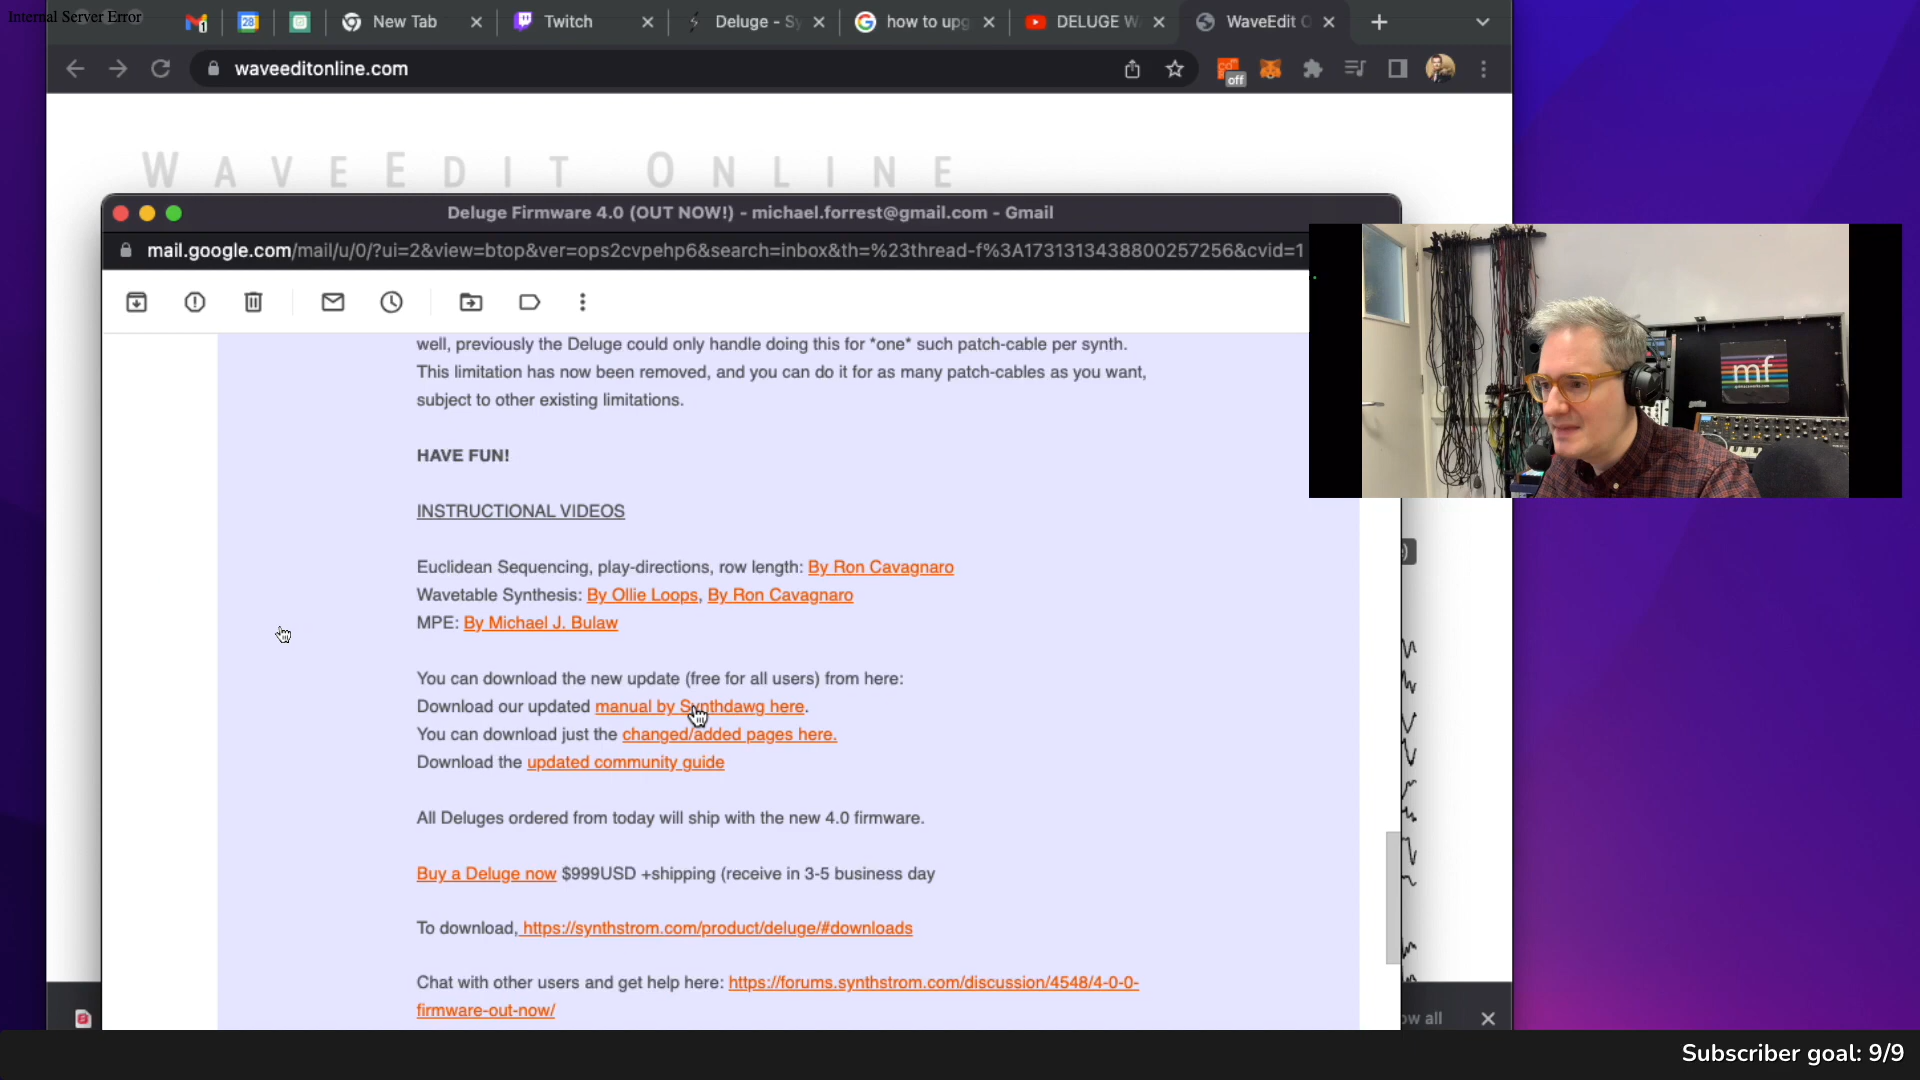 Internal Server Error
New Tab
Twitch
Deluge - Sy
how to upg
DELUGE W
WaveEdit O
waveeditonline.com
off
WAVEEDIT ONLINE
Deluge Firmware 4.0 (OUT NOW!) - michael.forrest@gmail.com - Gmail
mail.google.com/mail/u/0/?ui=2&view=btop&ver=ops2cvpehp6&search=inbox&th=%23thread-f%3A1731313438800257256&cvid=1
well, previously the Deluge could only handle doing this for *one* such patch-cable per synth.
This limitation has now been removed, and you can do it for as many patch-cables as you want,
subject to other existing limitations.
HAVE FUN!
INSTRUCTIONAL VIDEOS
Euclidean Sequencing, play-directions, row length: By Ron Cavagnaro
Wavetable Synthesis: By Ollie Loops, By Ron Cavagnaro
MPE: By Michael J. Bulaw
You can download the new update (free for all users) from here:
Download our updated manual by Synthdawg here.
You can download just the changed/added pages here.
Download the updated community guide
All Deluges ordered from today will ship with the new 4.0 firmware.
Buy a Deluge now $999USD +shipping (receive in 3-5 business day
To download, https://synthstrom.com/product/deluge/#downloads
Chat with other users and get help here: https://forums.synthstrom.com/discussion/4548/4-0-0-
firmware-out-now/
mf
ow all
Subscriber goal: 9/9